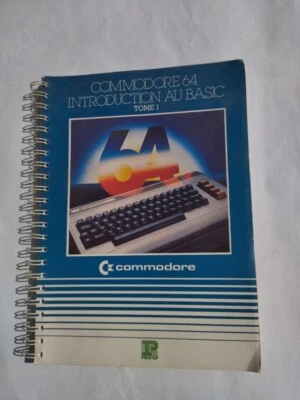 COMMODORE 64
INTRODUCTION AU BASIC
TOME 1
64
commodore